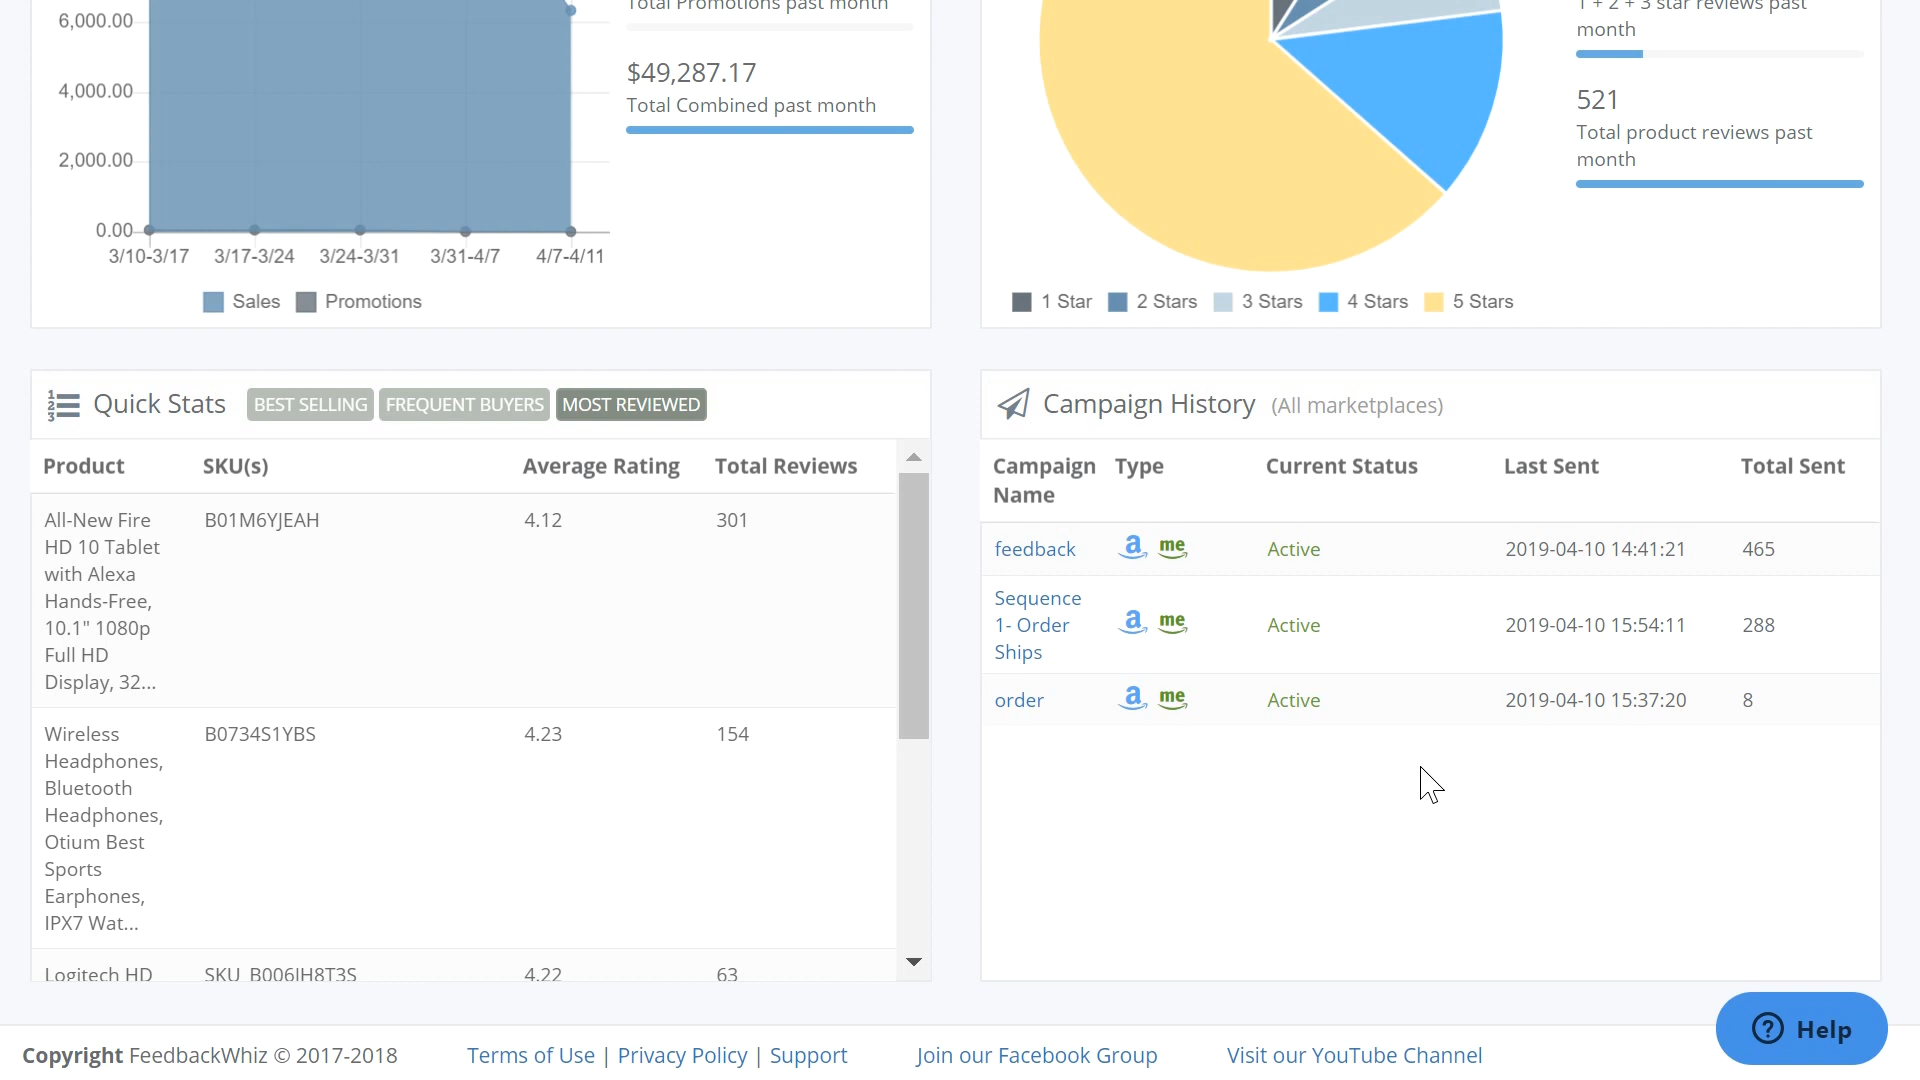 6,000.00
4,000.00
2,000.00
0.00
3/10-3/17 3/17-3/24 3/24-3/31 3/31-4/7 4/7-4/11
Sales Promotions
Total Promotions past month
$49,287.17
Total Combined past month
1 Star 2 Stars 3 Stars 4 Stars 5 Stars
1 + 2 + 3 star reviews past
month
521
Total product reviews past
month
Quick Stats BEST SELLING FREQUENT BUYERS MOST REVIEWED
Product SKU(s) Average Rating Total Reviews
All-New Fire B01M6YJEAH 4.12 301
HD 10 Tablet
with Alexa
Hands-Free,
10.1" 1080p
Full HD
Display, 32...
Wireless B0734S1YBS 4.23 154
Headphones,
Bluetooth
Headphones,
Otium Best
Sports
Earphones,
IPX7 Wat...
Logitech HD SKU_B006JH8T3S 4.22 63
Campaign History (All marketplaces)
Campaign Type Current Status Last Sent Total Sent
Name
feedback a me Active 2019-04-10 14:41:21 465
Sequence
1- Order a me Active 2019-04-10 15:54:11 288
Ships
order a me Active 2019-04-10 15:37:20 8
Help
Copyright FeedbackWhiz © 2017-2018 Terms of Use | Privacy Policy | Support Join our Facebook Group Visit our YouTube Channel